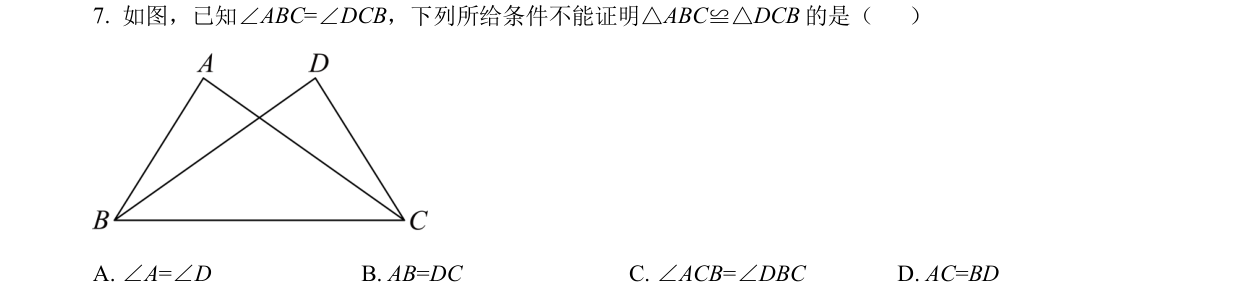 7. 如图，已知∠ABC=∠DCB，下列所给条件不能证明△ABC≌△DCB 的是（　　）
A D
B C
A. ∠A=∠D B. AB=DC C. ∠ACB=∠DBC D. AC=BD